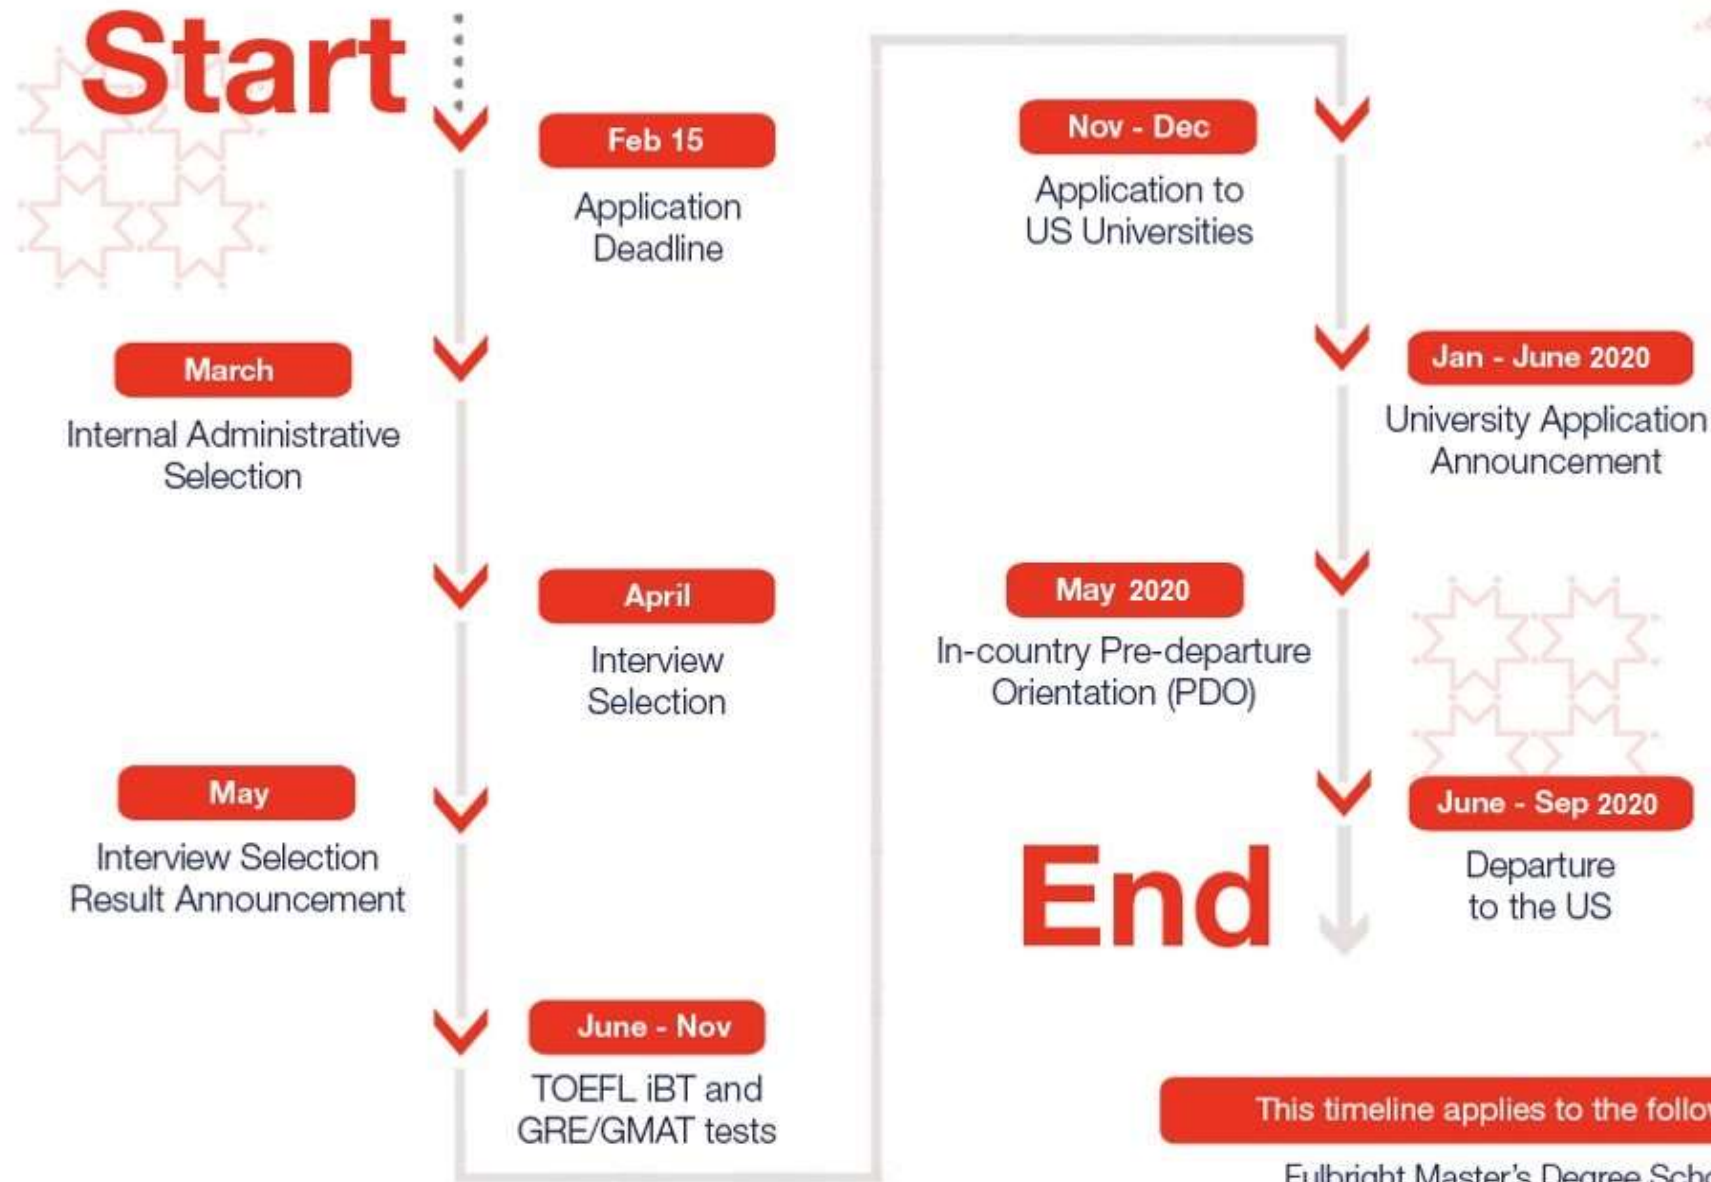 Start
Feb 15
Application
Deadline
March
Internal Administrative
Selection
April
Interview
Selection
May
Interview Selection
Result Announcement
June - Nov
TOEFL iBT and
GRE/GMAT tests
Nov - Dec
Application to
US Universities
Jan - June 2020
University Application
Announcement
May 2020
In-country Pre-departure
Orientation (PDO)
June - Sep 2020
Departure
to the US
End
This timeline applies to the
Fulbright Master's Degree